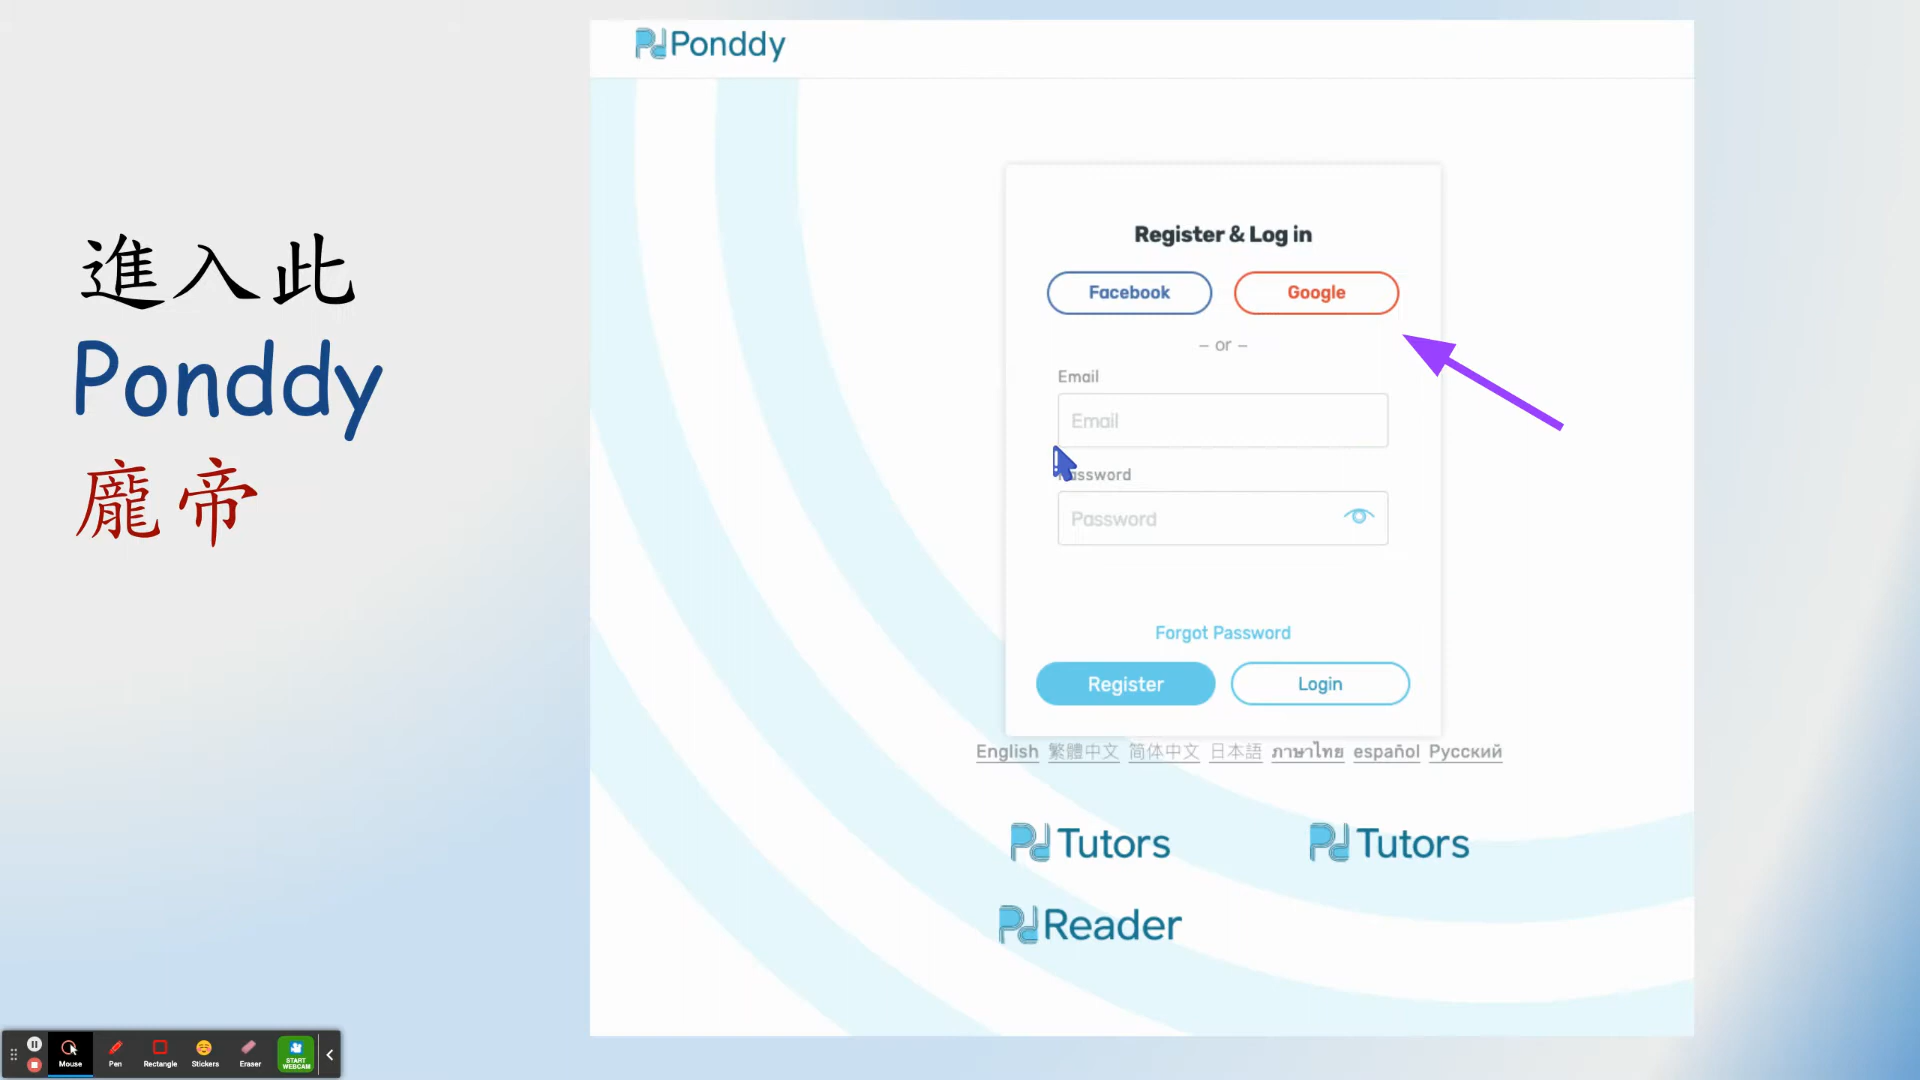 Ponddy
進入此
Ponddy
龐帝
Register & Log in
Facebook Google
– or –
Email
Email
Password
Password
Forgot Password
Register Login
English 繁體中文 简体中文 日本語 ภาษาไทย español Русский
Tutors Tutors
Reader
Mouse Pen Rectangle Stickers Eraser START WEBCAM